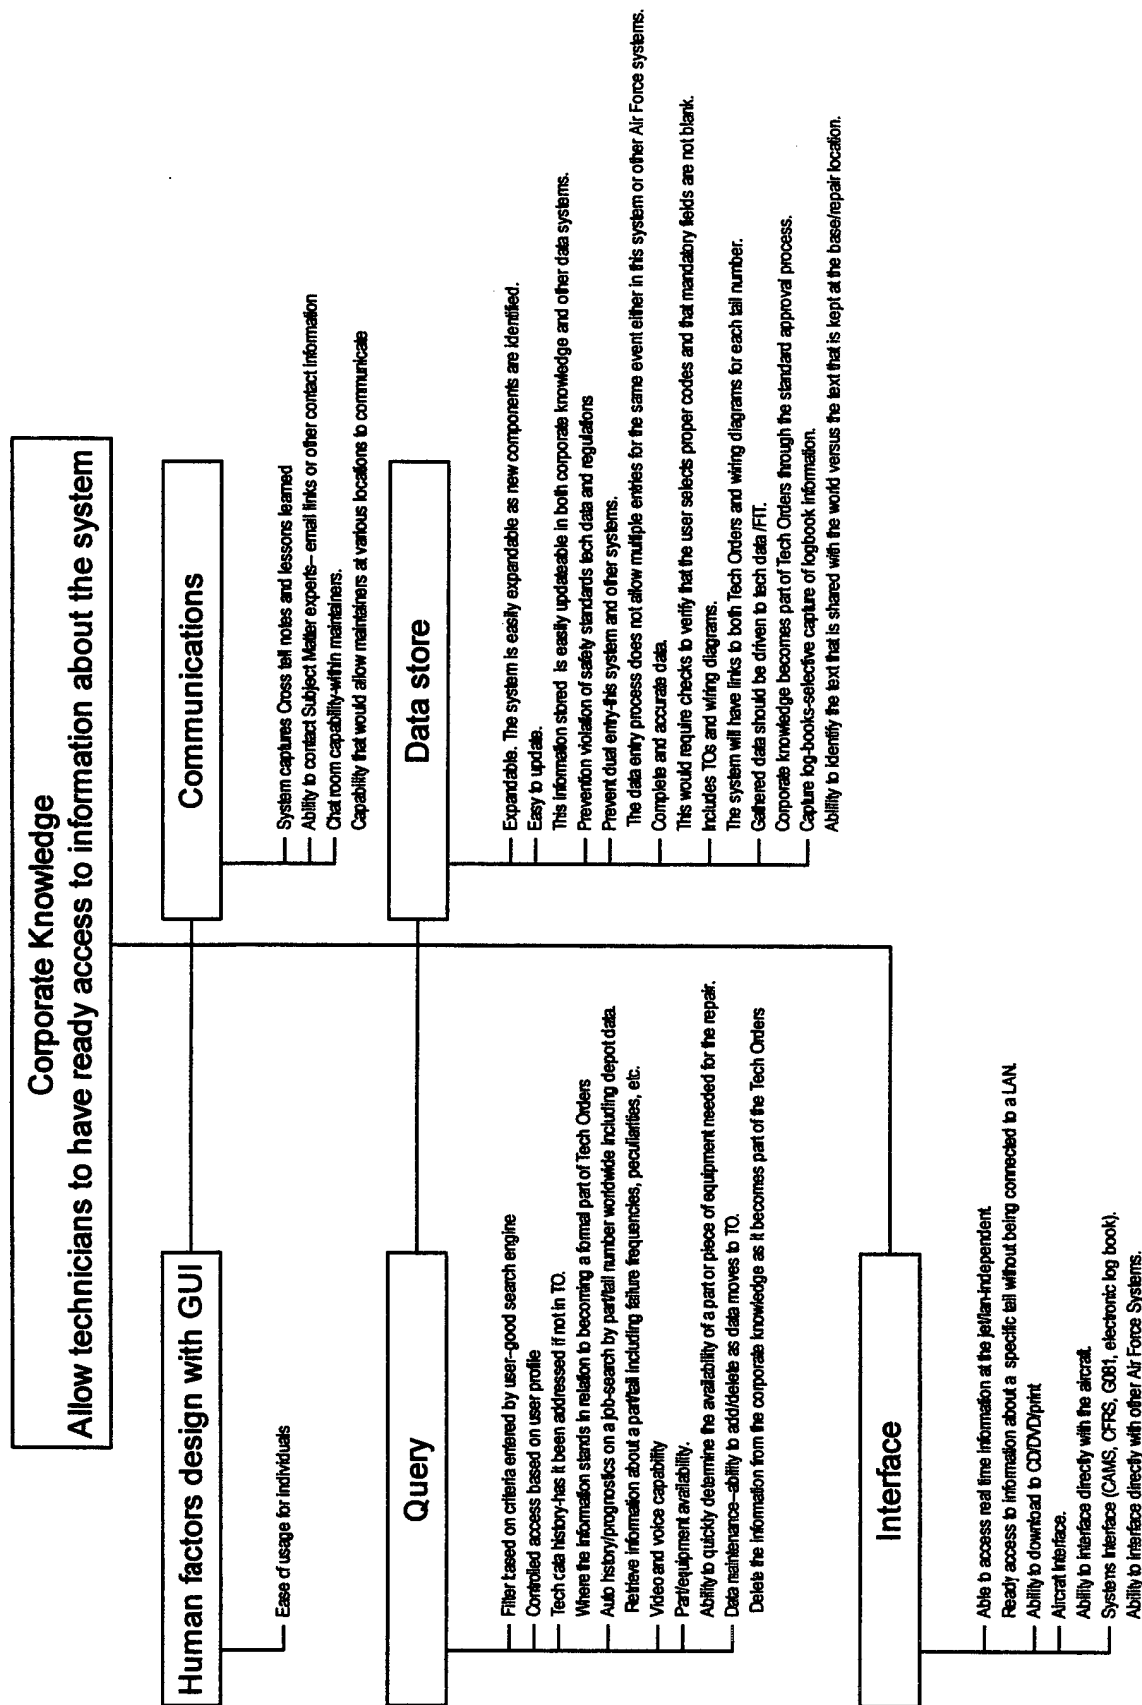 Corporate Knowledge
Allow technicians to have ready access to information about the system
Human factors design with GUI
Ease of usage for individuals
Communications
System captures Cross tell notes and lessons learned
Ability to contact Subject Matter experts–email links or other contact information
Chat room capability-within maintainers.
Capability that would allow maintainers at various locations to communicate
Query
Filter based on criteria entered by user–good search engine
Controlled access based on user profile
Tech data history-has it been addressed if not in TO.
Where the information stands in relation to becoming a formal part of Tech Orders
Auto history/prognostics on a job-search by part/tail number worldwide including depot data.
Retrieve information about a part/tail including failure frequencies, peculiarities, etc.
Video and voice capability
Part/equipment availability.
Ability to quickly determine the availability of a part or piece of equipment needed for the repair.
Data maintenance–ability to add/delete as data moves to TO.
Delete the information from the corporate knowledge as it becomes part of the Tech Orders
Data store
Expandable. The system is easily expandable as new components are identified.
Easy to update.
This information stored is easily updateable in both corporate knowledge and other data systems.
Prevention violation of safety standards tech data and regulations
Prevent dual entry-this system and other systems.
The data entry process does not allow multiple entries for the same event either in this system or other Air Force systems.
Complete and accurate data.
This would require checks to verify that the user selects proper codes and that mandatory fields are not blank.
Includes TOs and wiring diagrams.
The system will have links to both Tech Orders and wiring diagrams for each tail number.
Gathered data should be driven to tech data /FIT.
Corporate knowledge becomes part of Tech Orders through the standard approval process.
Capture log-books-selective capture of logbook information.
Ability to identify the text that is shared with the world versus the text that is kept at the base/repair location.
Interface
Able to access real time information at the jet/lan-independent.
Ready access to information about a specific tail without being connected to a LAN.
Ability to download to CD/DVD/print
Aircraft Interface.
Ability to interface directly with the aircraft.
Systems Interface (CAMS, CFRS, G081, electronic log book).
Ability to interface directly with other Air Force Systems.